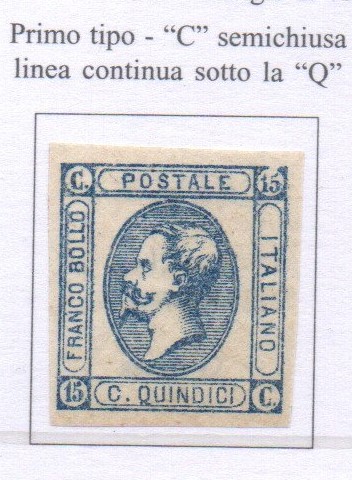 Primo tipo - “C” semichiusa
linea continua sotto la “Q”
C. POSTALE 15
FRANCO BOLLO
ITALIANO
15 C. QUINDICI C.